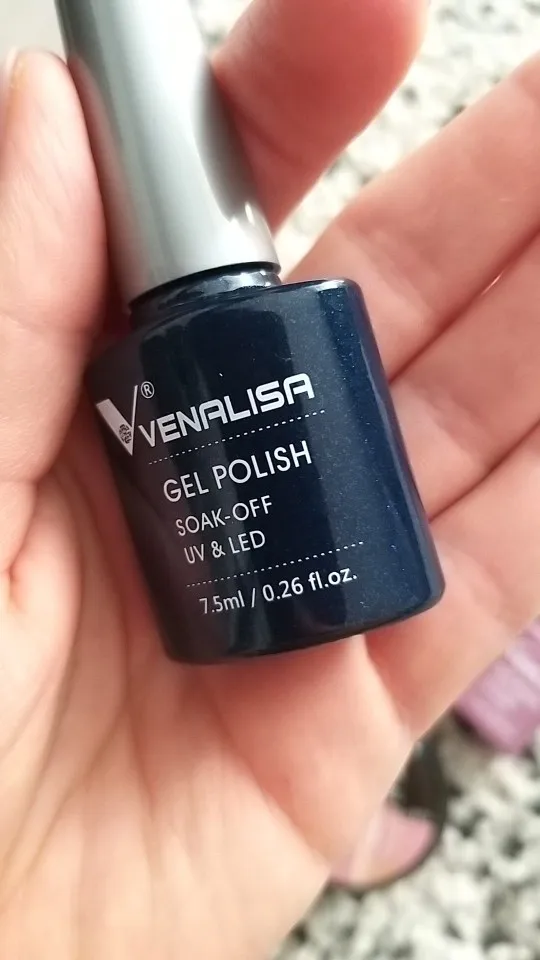 V® VENALISA
GEL POLISH
SOAK-OFF
UV & LED
7.5ml / 0.26 fl.oz.